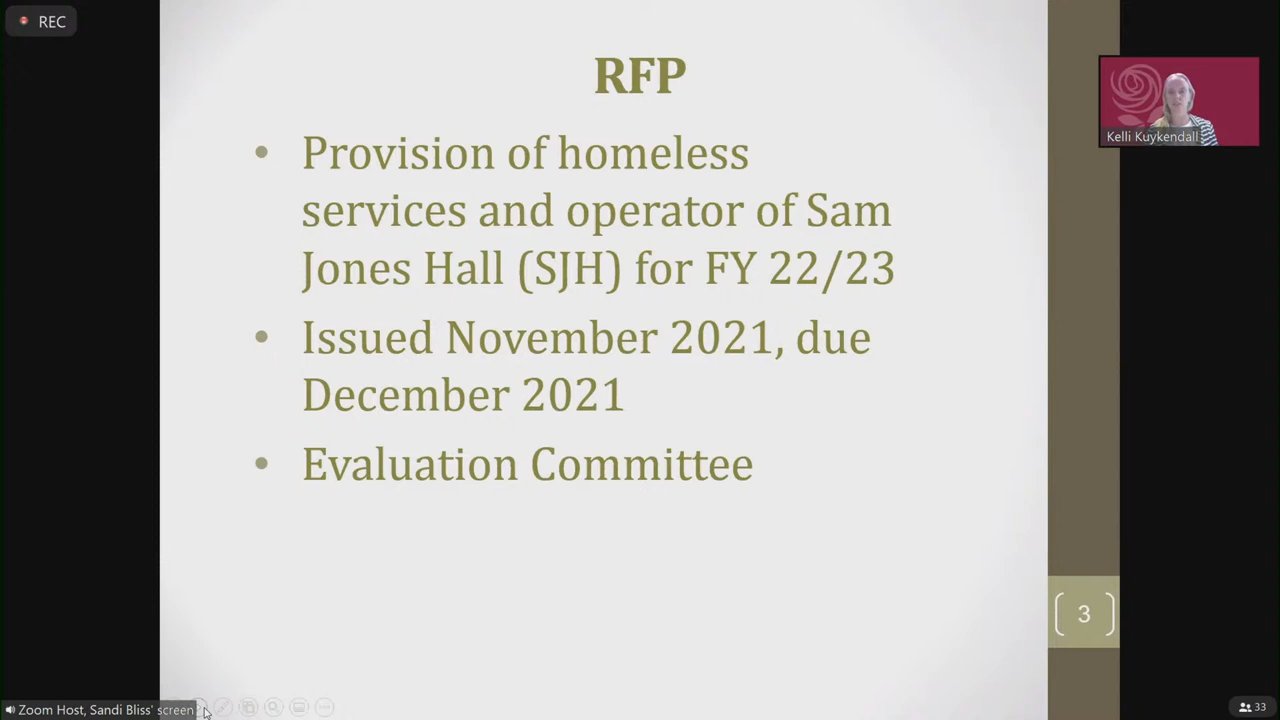 REC
RFP
• Provision of homeless
services and operator of Sam
Jones Hall (SJH) for FY 22/23
• Issued November 2021, due
December 2021
• Evaluation Committee
Kelli Kuykendall
3
Zoom Host, Sandi Bliss' screen
33